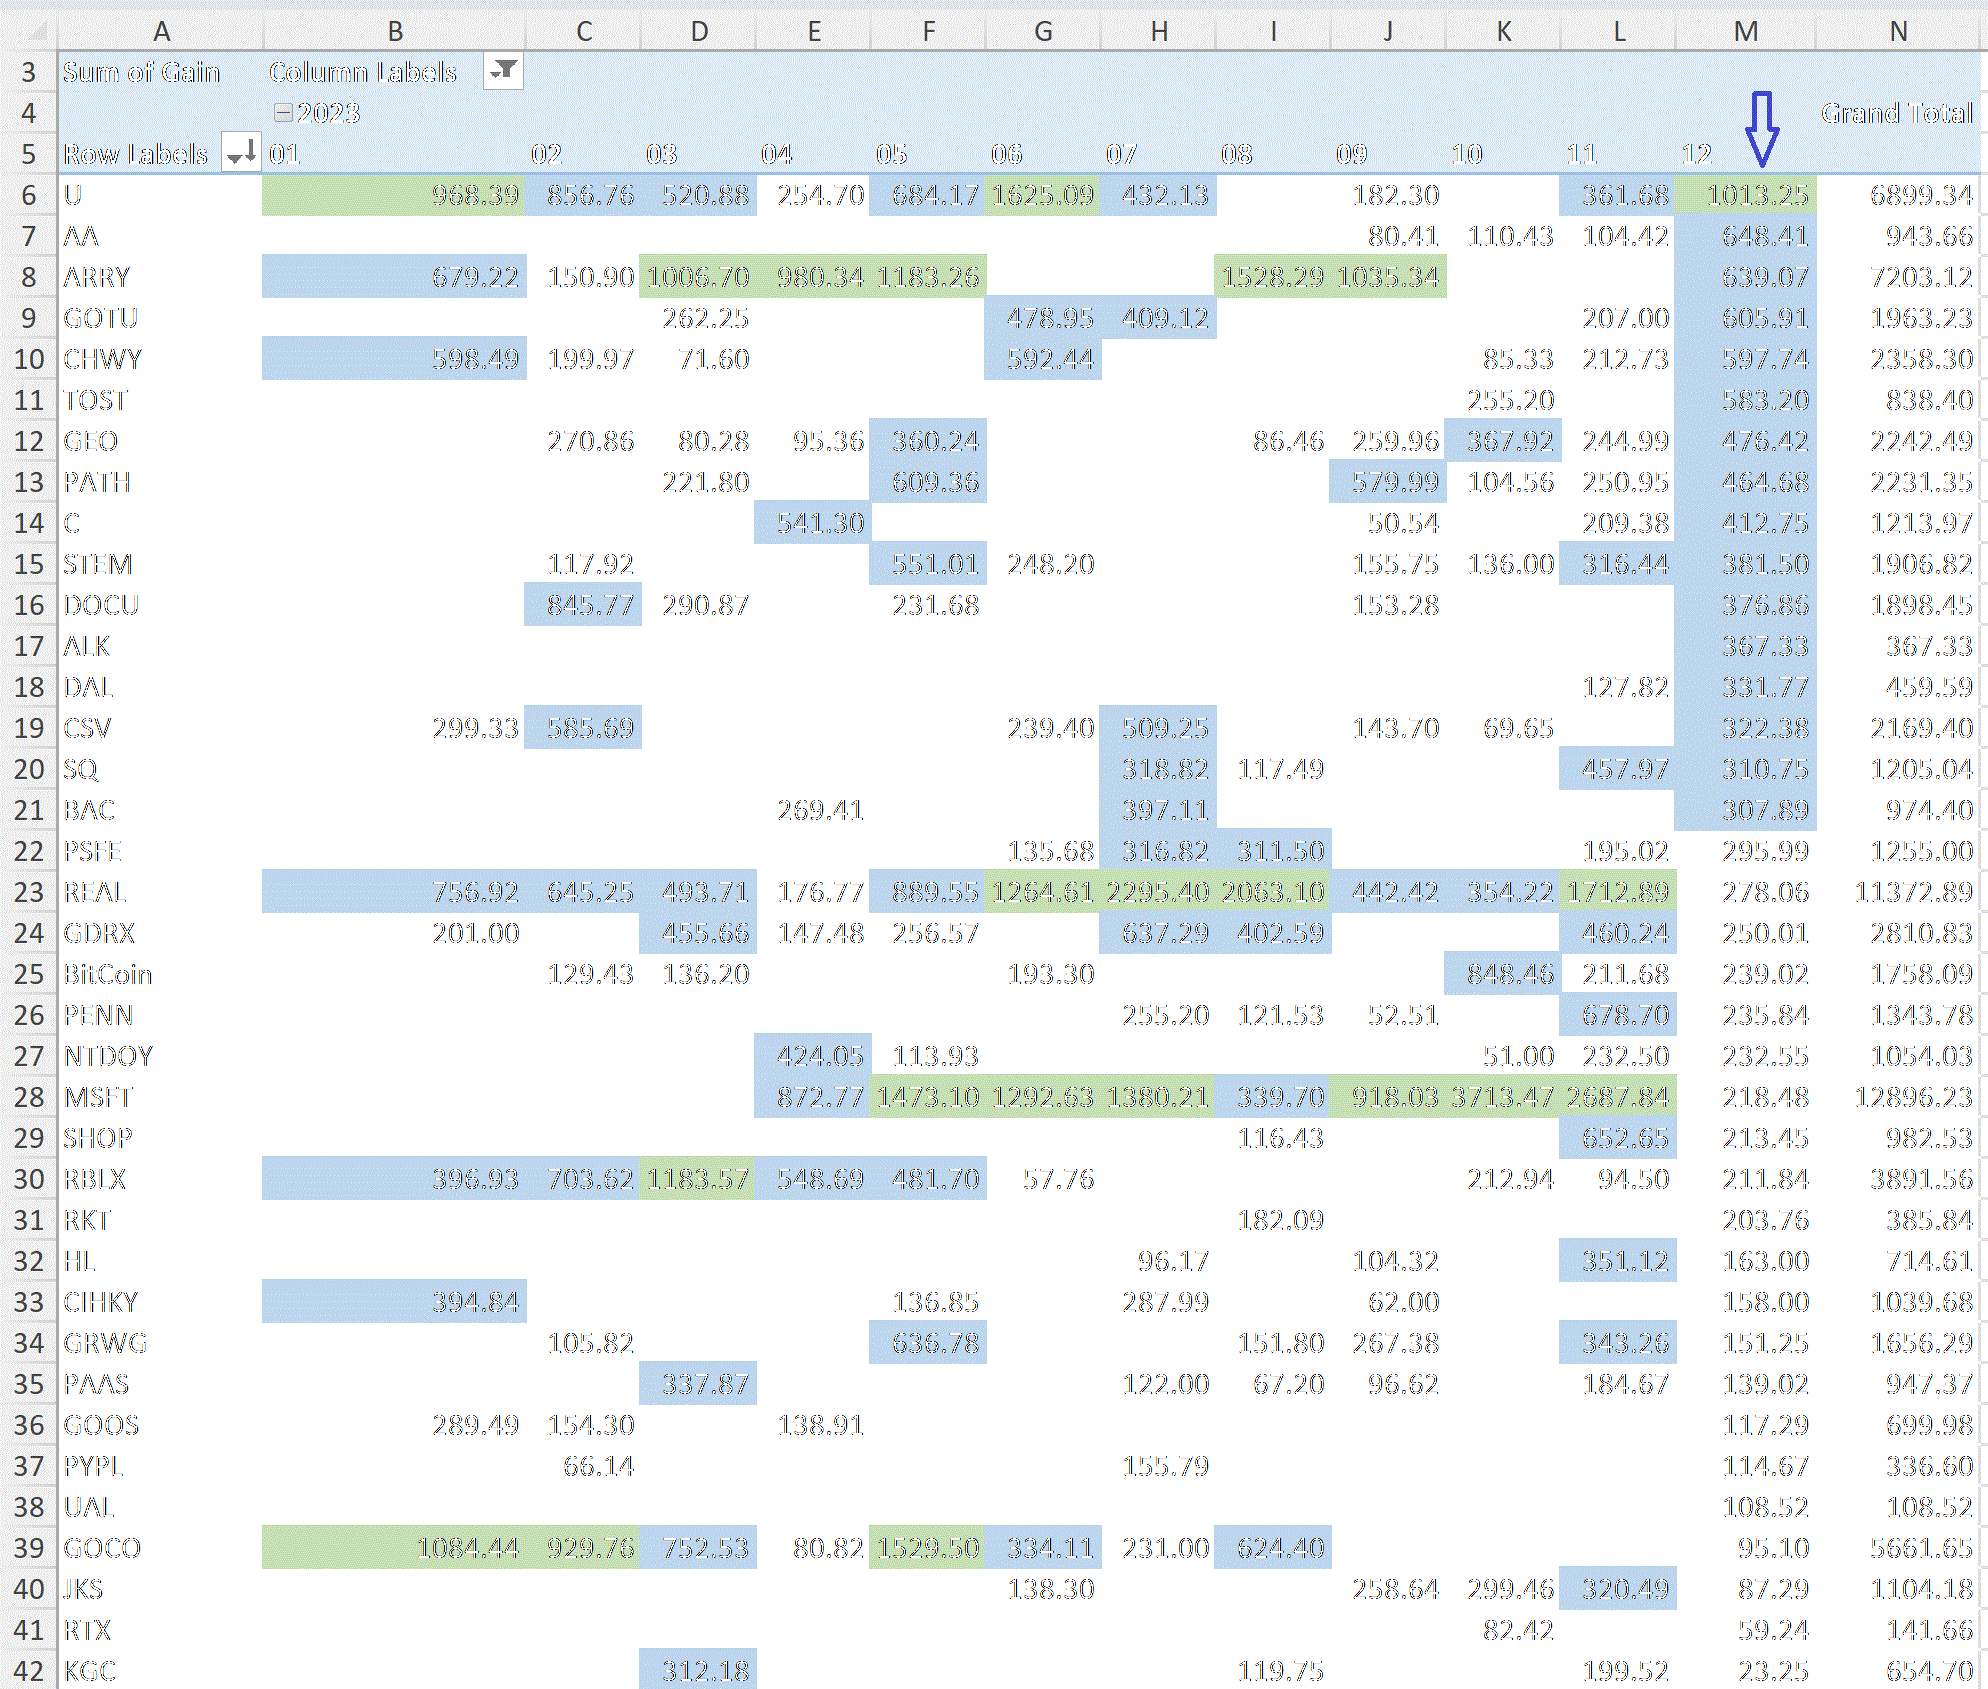 A B C D E F G H I J K L M N
3 Sum of Gain Column Labels
4 2023 Grand Total
5 Row Labels 01 02 03 04 05 06 07 08 09 10 11 12
6 U 968.39 856.76 520.88 254.70 684.17 1625.09 432.13 182.30 361.68 1013.25 6899.34
7 AA 80.41 110.43 104.42 648.41 943.66
8 ARRY 679.22 150.90 1006.70 980.34 1183.26 1528.29 1035.34 639.07 7203.12
9 GOTU 262.25 478.95 409.12 207.00 605.91 1963.23
10 CHWY 598.49 199.97 71.60 592.44 85.33 212.73 597.74 2358.30
11 TOST 255.20 583.20 838.40
12 GEO 270.86 80.28 95.36 360.24 86.46 259.96 367.92 244.99 476.42 2242.49
13 PATH 221.80 609.36 579.99 104.56 250.95 464.68 2231.35
14 C 541.30 50.54 209.38 412.75 1213.97
15 STEM 117.92 551.01 248.20 155.75 136.00 316.44 381.50 1906.82
16 DOCU 845.77 290.87 231.68 153.28 376.86 1898.45
17 ALK 367.33 367.33
18 DAL 127.82 331.77 459.59
19 CSV 299.33 585.69 239.40 509.25 143.70 69.65 322.38 2169.40
20 SQ 318.82 117.49 457.97 310.75 1205.04
21 BAC 269.41 397.11 307.89 974.40
22 PSFE 135.68 316.82 311.50 195.02 295.99 1255.00
23 REAL 756.92 645.25 493.71 176.77 889.55 1264.61 2295.40 2063.10 442.42 354.22 1712.89 278.06 11372.89
24 GDRX 201.00 455.66 147.48 256.57 637.29 402.59 460.24 250.01 2810.83
25 BitCoin 129.43 136.20 193.30 848.46 211.68 239.02 1758.09
26 PENN 255.20 121.53 52.51 678.70 235.84 1343.78
27 NTDOY 424.05 113.93 51.00 232.50 232.55 1054.03
28 MSFT 872.77 1473.10 1292.63 1380.21 339.70 918.03 3713.47 2687.84 218.48 12896.23
29 SHOP 116.43 652.65 213.45 982.53
30 RBLX 396.93 703.62 1183.57 548.69 481.70 57.76 212.94 94.50 211.84 3891.56
31 RKT 182.09 203.76 385.84
32 HL 96.17 104.32 351.12 163.00 714.61
33 CIHKY 394.84 136.85 287.99 62.00 158.00 1039.68
34 GRWG 105.82 636.78 151.80 267.38 343.26 151.25 1656.29
35 PAAS 337.87 122.00 67.20 96.62 184.67 139.02 947.37
36 GOOS 289.49 154.30 138.91 117.29 699.98
37 PYPL 66.14 155.79 114.67 336.60
38 UAL 108.52 108.52
39 GOCO 1084.44 929.76 752.53 80.82 1529.50 334.11 231.00 624.40 95.10 5661.65
40 JKS 138.30 258.64 299.46 320.49 87.29 1104.18
41 RTX 82.42 59.24 141.66
42 KGC 312.18 119.75 199.52 23.25 654.70